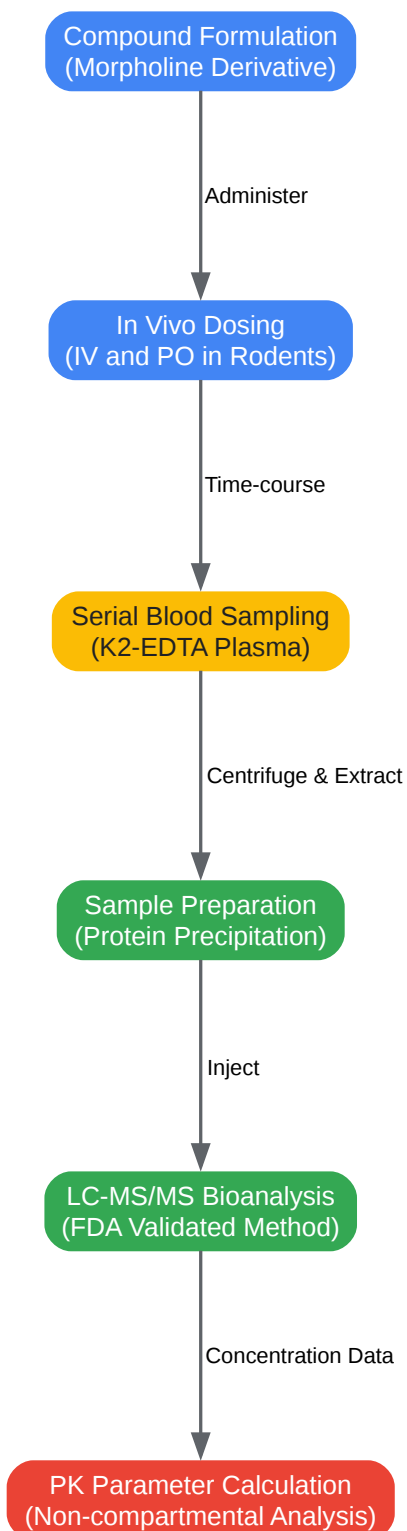 Compound Formulation
(Morpholine Derivative)
Administer
In Vivo Dosing
(IV and PO in Rodents)
Time-course
Serial Blood Sampling
(K2-EDTA Plasma)
Centrifuge & Extract
Sample Preparation
(Protein Precipitation)
Inject
LC-MS/MS Bioanalysis
(FDA Validated Method)
Concentration Data
PK Parameter Calculation
(Non-compartmental Analysis)